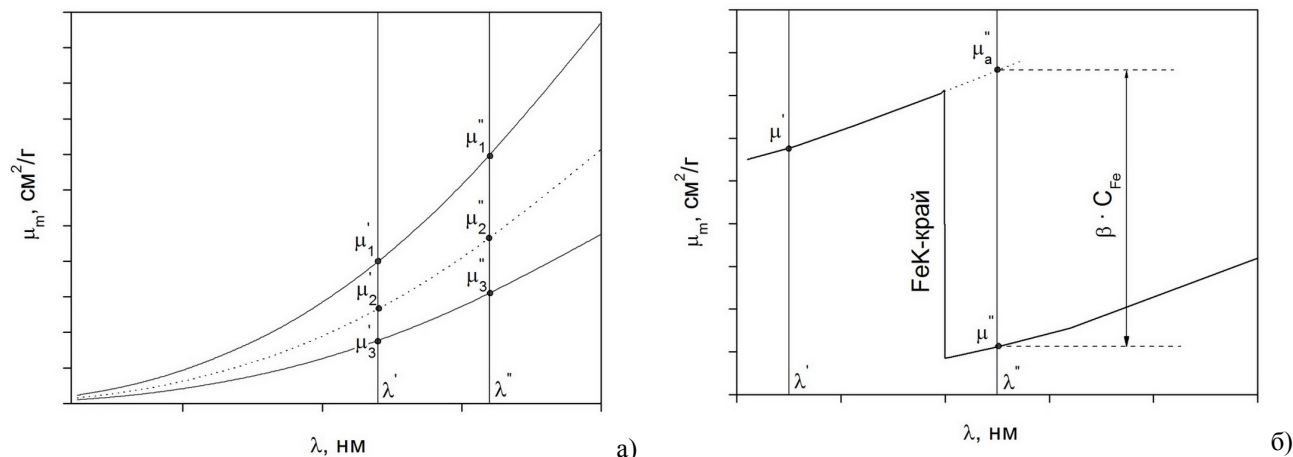 μm, см²/г
μ1"
μ1'
μ2"
μ2'
μ3"
μ3'
λ'
λ"
λ, нм
а)
μm, см²/г
μa"
μ'
FeK-край
β · CFe
μ"
λ'
λ"
λ, нм
б)